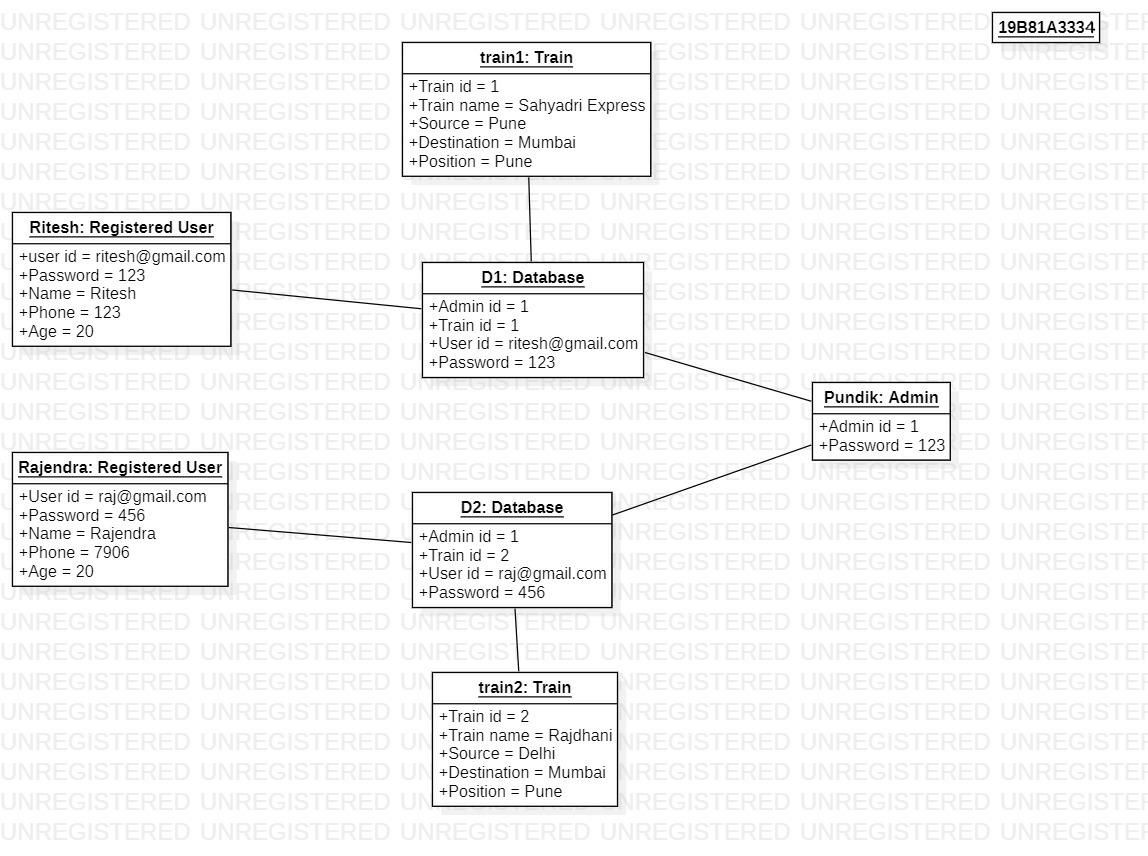 19B81A3334
train1: Train
+Train id = 1
+Train name = Sahyadri Express
+Source = Pune
+Destination = Mumbai
+Position = Pune
Ritesh: Registered User
+user id = ritesh@gmail.com
+Password = 123
+Name = Ritesh
+Phone = 123
+Age = 20
D1: Database
+Admin id = 1
+Train id = 1
+User id = ritesh@gmail.com
+Password = 123
Pundik: Admin
+Admin id = 1
+Password = 123
Rajendra: Registered User
+User id = raj@gmail.com
+Password = 456
+Name = Rajendra
+Phone = 7906
+Age = 20
D2: Database
+Admin id = 1
+Train id = 2
+User id = raj@gmail.com
+Password = 456
train2: Train
+Train id = 2
+Train name = Rajdhani
+Source = Delhi
+Destination = Mumbai
+Position = Pune
UNREGISTERED